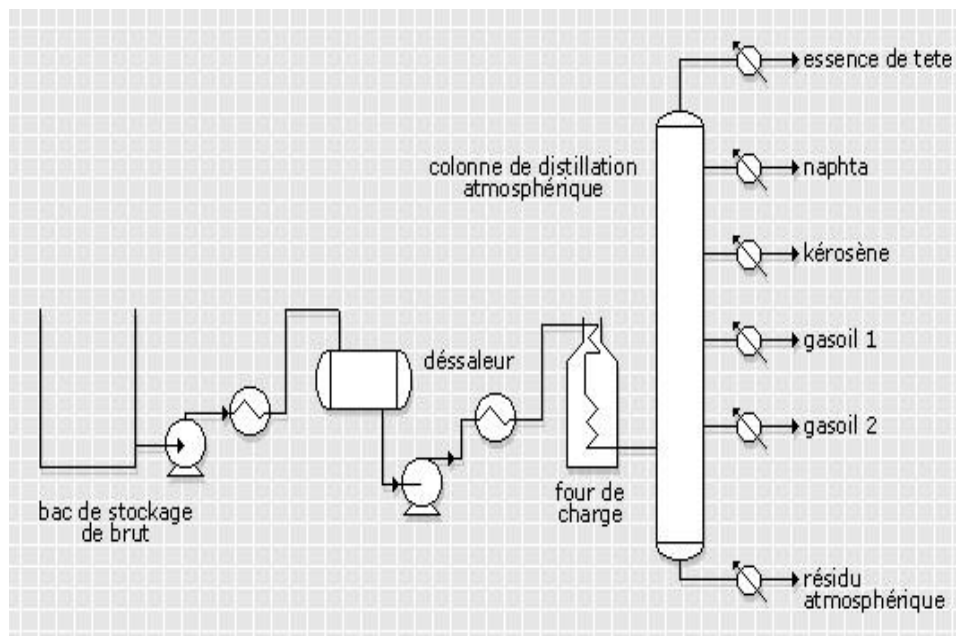 essence de tete
colonne de distillation
atmosphérique
naphta
kérosène
gasoil 1
déssaleur
gasoil 2
four de
charge
bac de stockage
de brut
résidu
atmosphérique